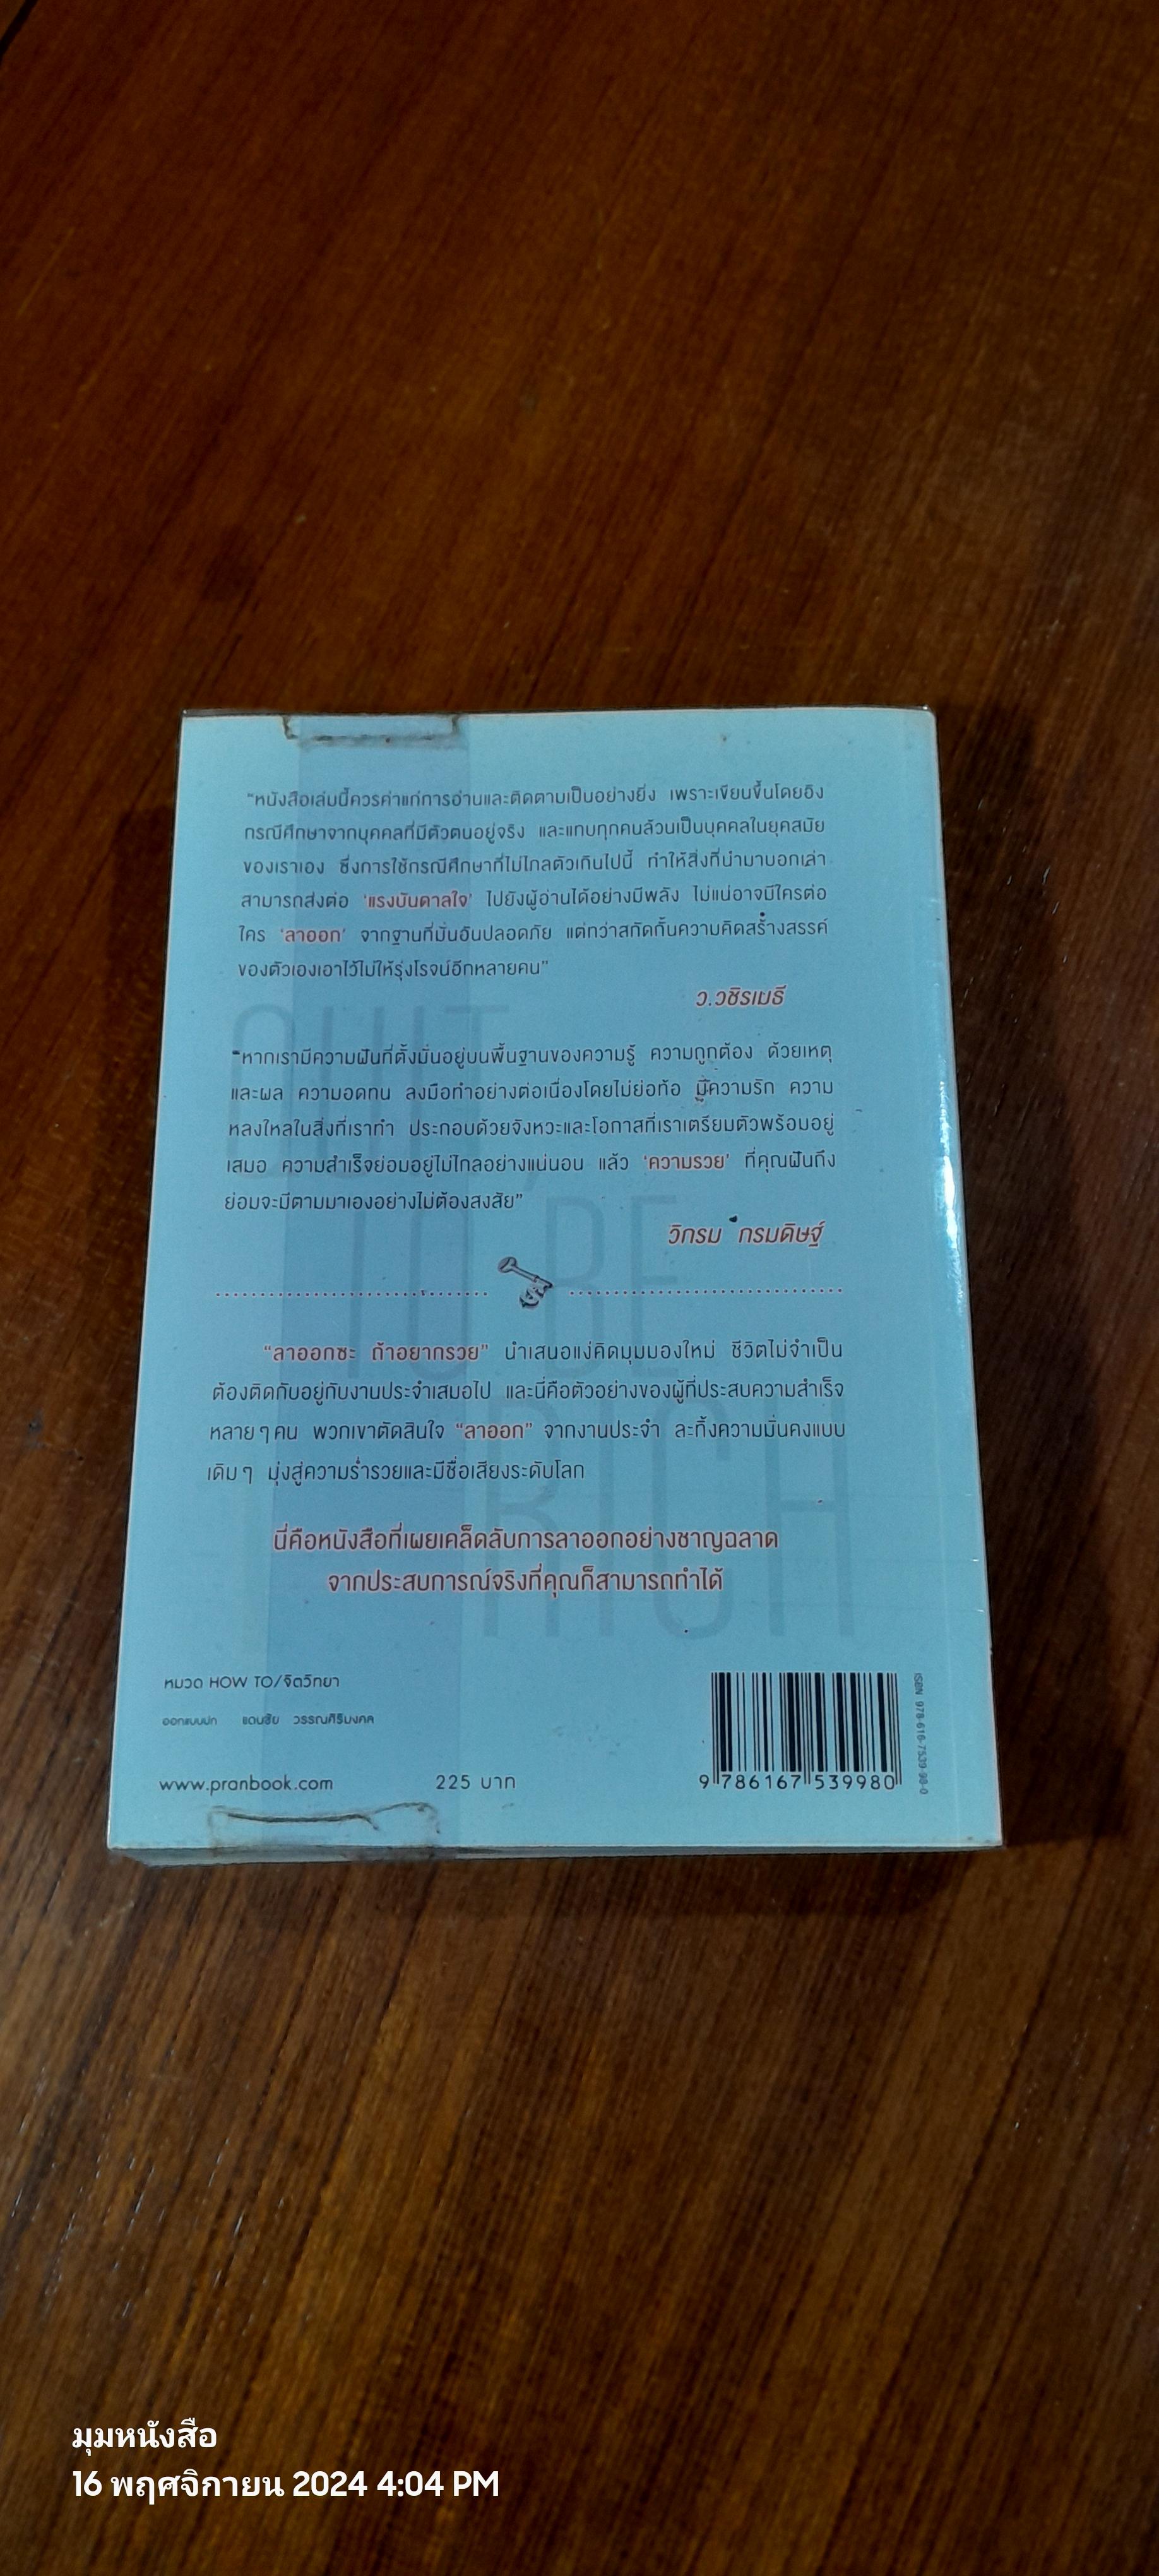 “หนังสือเล่มนี้ควรค่าแก่การอ่านและติดตามเป็นอย่างยิ่ง เพราะเขียนขึ้นโดยอิง
กรณีศึกษาจากบุคคลที่มีตัวตนอยู่จริง และแทบทุกคนล้วนเป็นบุคคลในยุคสมัย
ของเราเอง ซึ่งการใช้กรณีศึกษาที่ไม่ไกลตัวเกินไปนี้ ทำให้สิ่งที่นำมาบอกเล่า
สามารถส่งต่อ ‘แรงบันดาลใจ’ ไปยังผู้อ่านได้อย่างมีพลัง ไม่แน่อาจมีใครต่อ
ใคร ‘ลาออก’ จากฐานที่มั่นอันปลอดภัย แต่ทว่าสกัดกั้นความคิดสร้างสรรค์
ของตัวเองเอาไว้ไม่ให้รุ่งโรจน์อีกหลายคน”
ว.วชิรเมธี
“หากเรามีความฝันที่ตั้งมั่นอยู่บนพื้นฐานของความรู้ ความถูกต้อง ด้วยเหตุ
และผล ความอดทน ลงมือทำอย่างต่อเนื่องโดยไม่ย่อท้อ มีความรัก ความ
หลงใหลในสิ่งที่เราทำ ประกอบด้วยจังหวะและโอกาสที่เราเตรียมตัวพร้อมอยู่
เสมอ ความสำเร็จย่อมอยู่ไม่ไกลอย่างแน่นอน แล้ว ‘ความรวย’ ที่คุณฝันถึง
ย่อมจะมีตามมาเองอย่างไม่ต้องสงสัย”
วิกรม กรมดิษฐ์
QUIT,
TO BE
RICH
“ลาออกซะ ถ้าอยากรวย” นำเสนอแง่คิดมุมมองใหม่ ชีวิตไม่จำเป็น
ต้องติดกับอยู่กับงานประจำเสมอไป และนี่คือตัวอย่างของผู้ที่ประสบความสำเร็จ
หลาย ๆ คน พวกเขาตัดสินใจ “ลาออก” จากงานประจำ ละทิ้งความมั่นคงแบบ
เดิม ๆ มุ่งสู่ความร่ำรวยและมีชื่อเสียงระดับโลก
นี่คือหนังสือที่เผยเคล็ดลับการลาออกอย่างชาญฉลาด
จากประสบการณ์จริงที่คุณก็สามารถทำได้
หมวด HOW TO/จิตวิทยา
ออกแบบปก แดนชัย วรรณศิริมงคล
www.pranbook.com 225 บาท
9 786167 539980
ISBN 978-616-7539-98-0
มุมหนังสือ
16 พฤศจิกายน 2024 4:04 PM